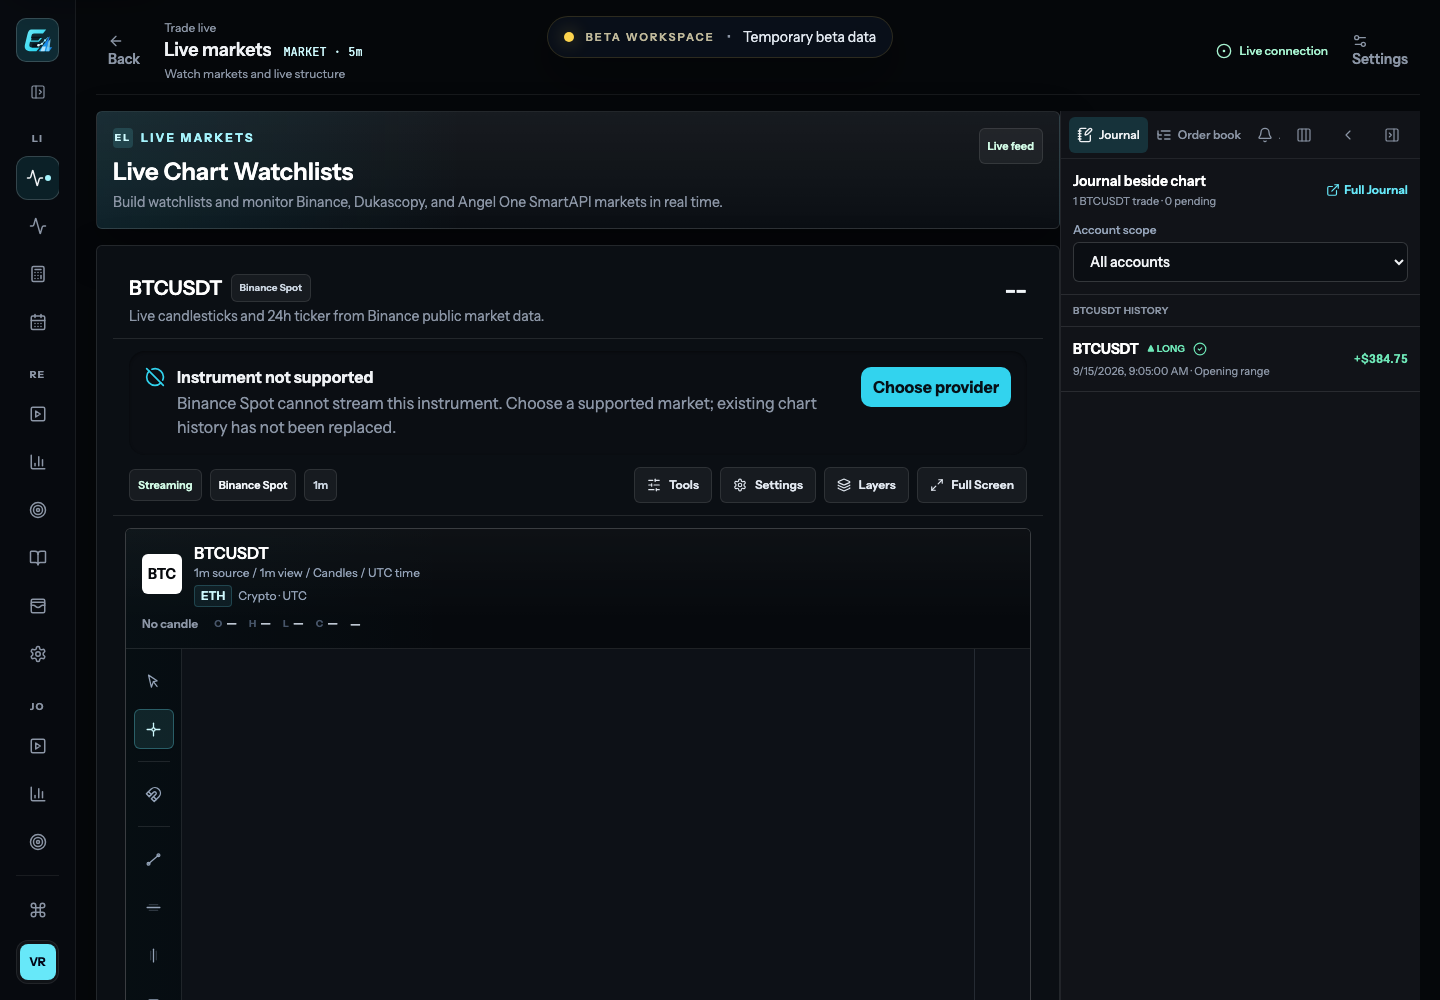 Back
Trade live
Live markets MARKET · 5m
Watch markets and live structure
BETA WORKSPACE · Temporary beta data
Live connection
Settings
LI
RE
JO
VR
EL LIVE MARKETS
Live Chart Watchlists
Build watchlists and monitor Binance, Dukascopy, and Angel One SmartAPI markets in real time.
Live feed
BTCUSDT Binance Spot
Live candlesticks and 24h ticker from Binance public market data.
--
Instrument not supported
Binance Spot cannot stream this instrument. Choose a supported market; existing chart
history has not been replaced.
Choose provider
Streaming Binance Spot 1m
Tools Settings Layers Full Screen
BTC
BTCUSDT
1m source / 1m view / Candles / UTC time
ETH Crypto · UTC
No candle O — H — L — C — —
Journal Order book .
Journal beside chart
1 BTCUSDT trade · 0 pending
Full Journal
Account scope
All accounts
BTCUSDT HISTORY
BTCUSDT LONG
9/15/2026, 9:05:00 AM · Opening range
+$384.75